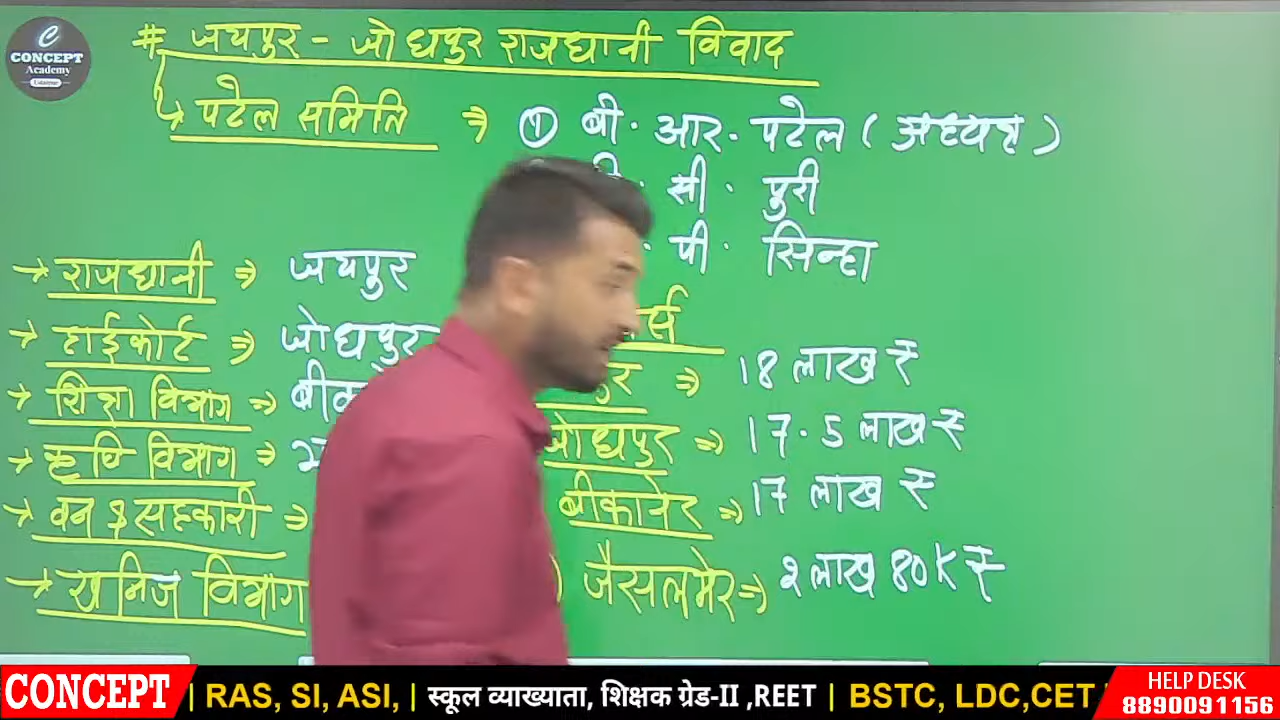 CONCEPT
Academy
# जयपुर - जोधपुर राजधानी विवाद
↳ पटेल समिति ⇒ ① बी. आर. पटेल (अध्यक्ष)
सी. पुरी
पी. सिन्हा
→ राजधानी ⇒ जयपुर
→ हाईकोर्ट ⇒ जोधपुर
⇒ 18 लाख ₹
→ शिक्षा विभाग ⇒
जोधपुर ⇒ 17.5 लाख ₹
→ कृषि विभाग ⇒
बीकानेर ⇒ 17 लाख ₹
→ वन & सहकारी ⇒
→ खनिज विभाग
जैसलमेर ⇒ 2 लाख 80K ₹
CONCEPT | RAS, SI, ASI, | स्कूल व्याख्याता, शिक्षक ग्रेड-II ,REET | BSTC, LDC,CET
HELP DESK
8890091156